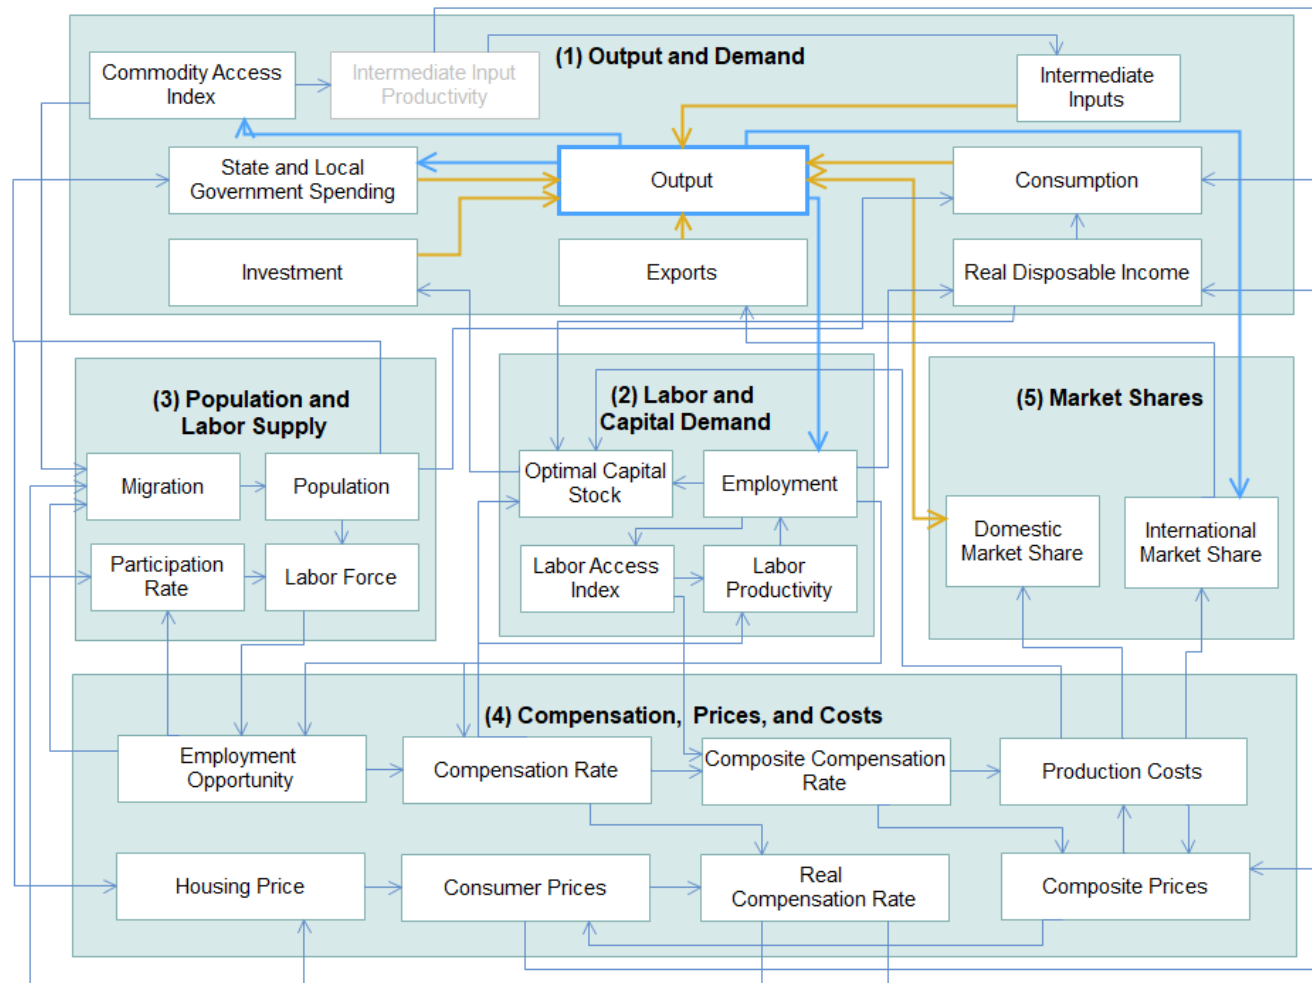 (1) Output and Demand
Commodity Access
Index
Intermediate Input
Productivity
Intermediate
Inputs
State and Local
Government Spending
Output
Consumption
Investment
Exports
Real Disposable Income
(3) Population and
Labor Supply
Migration
Population
Participation
Rate
Labor Force
(2) Labor and
Capital Demand
Optimal Capital
Stock
Employment
Labor Access
Index
Labor
Productivity
(5) Market Shares
Domestic
Market Share
International
Market Share
(4) Compensation, Prices, and Costs
Employment
Opportunity
Compensation Rate
Composite Compensation
Rate
Production Costs
Housing Price
Consumer Prices
Real
Compensation Rate
Composite Prices